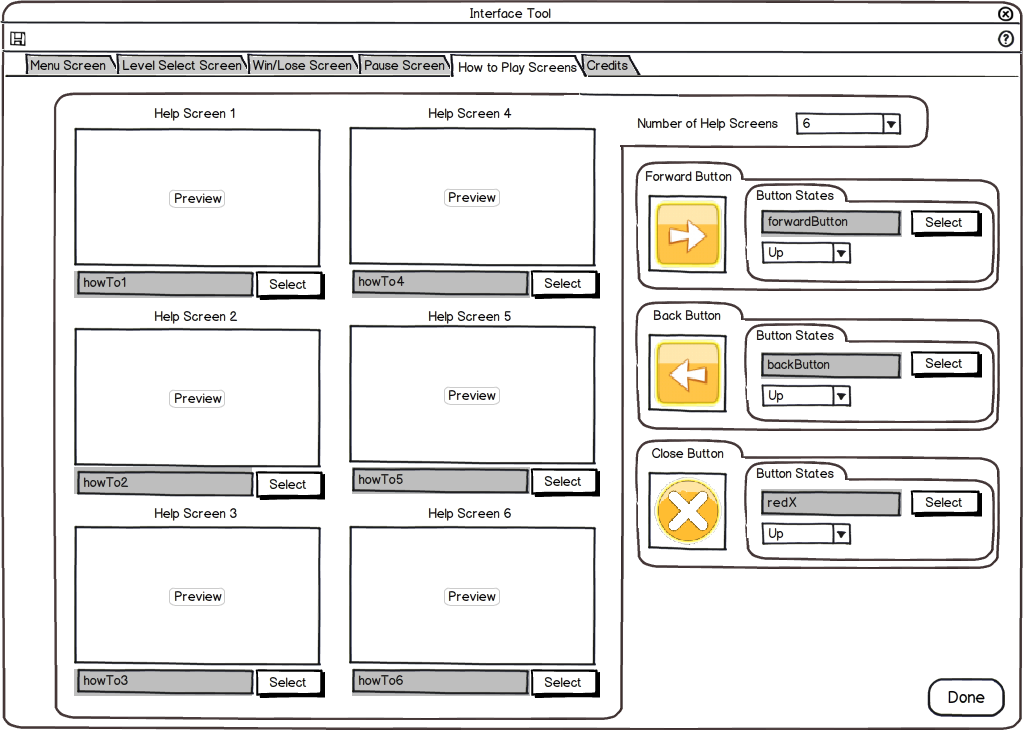 Interface Tool
Menu Screen
Level Select Screen
Win/Lose Screen
Pause Screen
How to Play Screens
Credits
Help Screen 1
Preview
howTo1
Select
Help Screen 4
Preview
howTo4
Select
Help Screen 2
Preview
howTo2
Select
Help Screen 5
Preview
howTo5
Select
Help Screen 3
Preview
howTo3
Select
Help Screen 6
Preview
howTo6
Select
Number of Help Screens
6
Forward Button
Button States
forwardButton
Select
Up
Back Button
Button States
backButton
Select
Up
Close Button
Button States
redX
Select
Up
Done